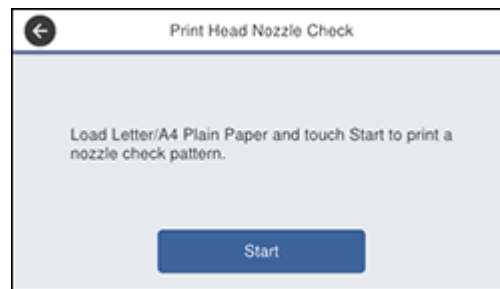 Print Head Nozzle Check
Load Letter/A4 Plain Paper and touch Start to print a
nozzle check pattern.
Start